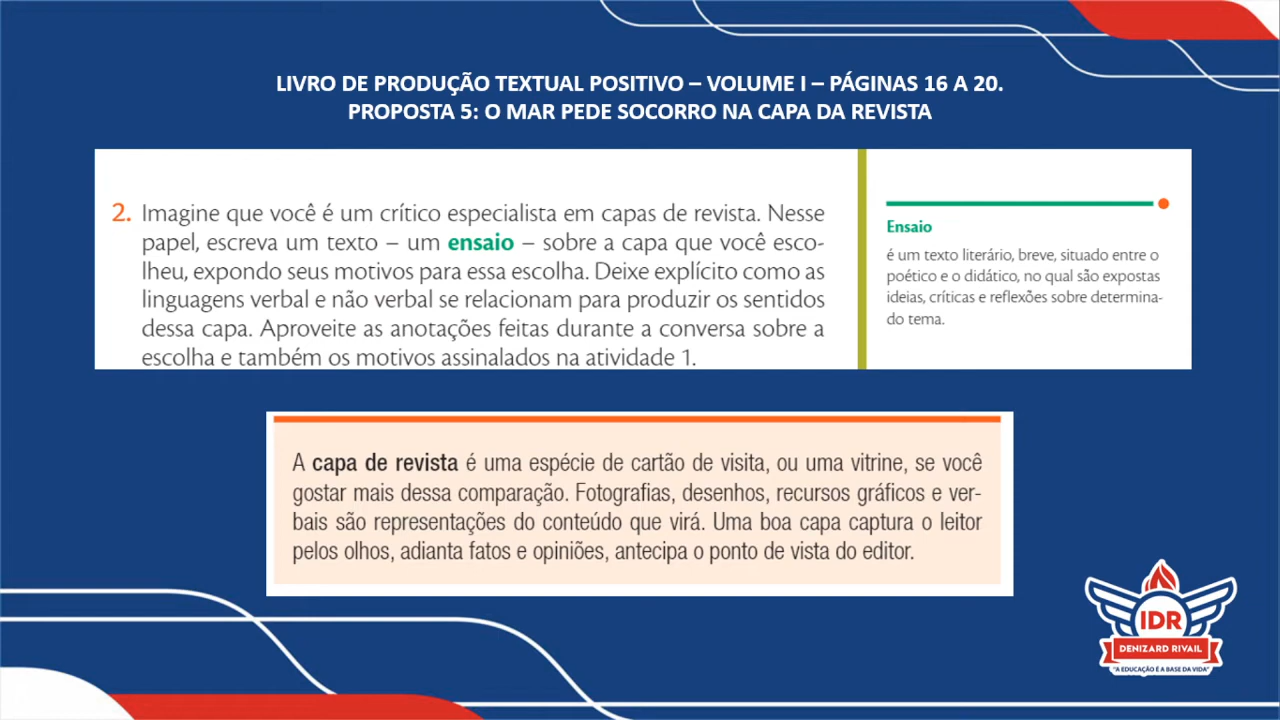 LIVRO DE PRODUÇÃO TEXTUAL POSITIVO – VOLUME I – PÁGINAS 16 A 20.
PROPOSTA 5: O MAR PEDE SOCORRO NA CAPA DA REVISTA
2. Imagine que você é um crítico especialista em capas de revista. Nesse
papel, escreva um texto – um ensaio – sobre a capa que você esco-
lheu, expondo seus motivos para essa escolha. Deixe explícito como as
linguagens verbal e não verbal se relacionam para produzir os sentidos
dessa capa. Aproveite as anotações feitas durante a conversa sobre a
escolha e também os motivos assinalados na atividade 1.
Ensaio
é um texto literário, breve, situado entre o
poético e o didático, no qual são expostas
ideias, críticas e reflexões sobre determina-
do tema.
A capa de revista é uma espécie de cartão de visita, ou uma vitrine, se você
gostar mais dessa comparação. Fotografias, desenhos, recursos gráficos e ver-
bais são representações do conteúdo que virá. Uma boa capa captura o leitor
pelos olhos, adianta fatos e opiniões, antecipa o ponto de vista do editor.
IDR
DENIZARD RIVAIL
"A EDUCAÇÃO É A BASE DA VIDA"